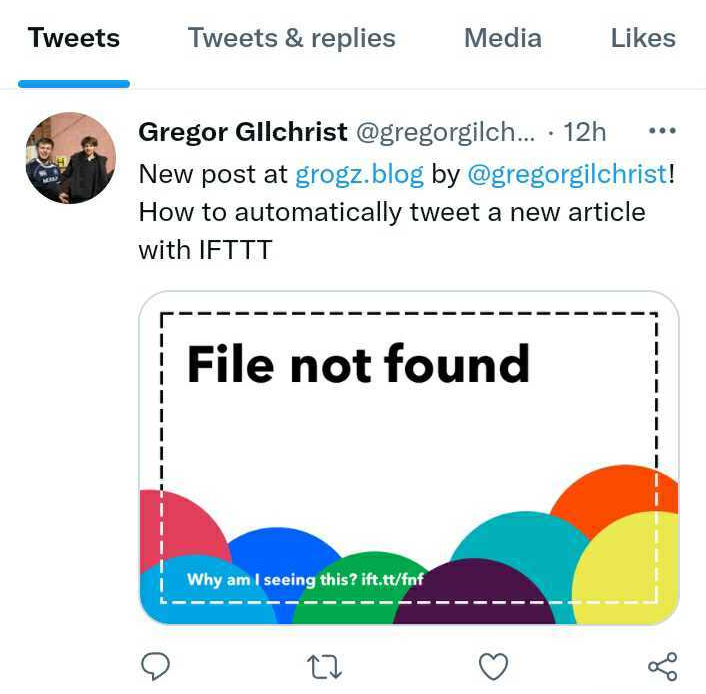 Tweets Tweets & replies Media Likes
Gregor GIlchrist @gregorgilch... · 12h
New post at grogz.blog by @gregorgilchrist!
How to automatically tweet a new article
with IFTTT
File not found
Why am I seeing this? ift.tt/fnf